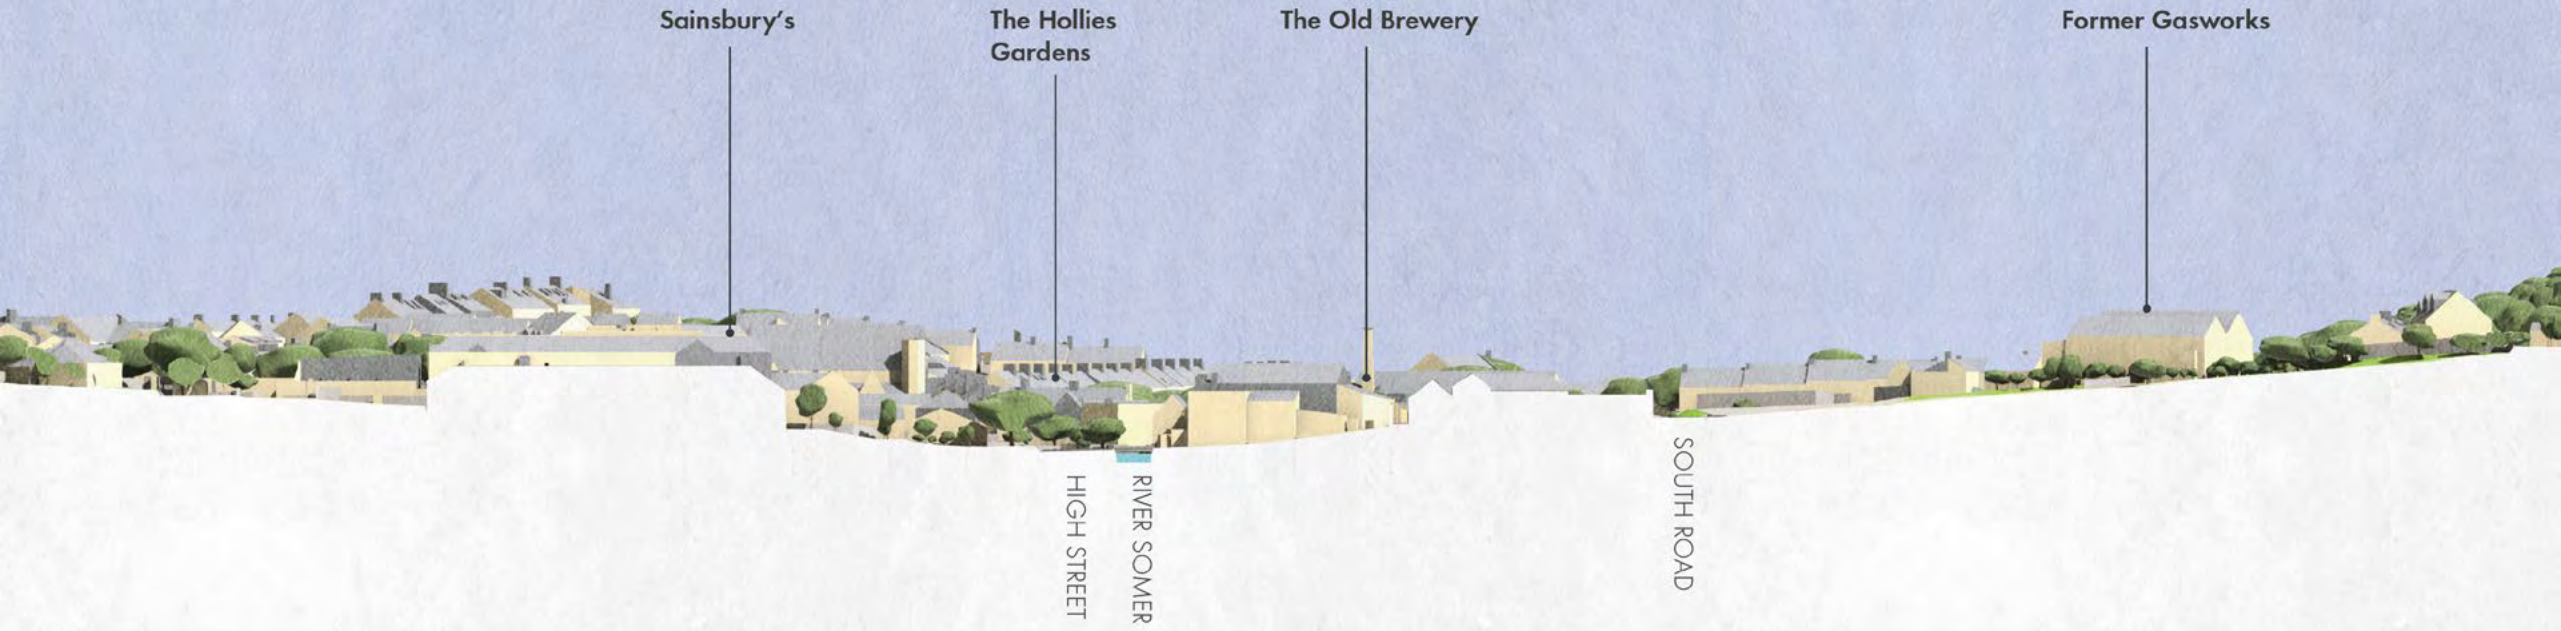 Sainsbury's
The Hollies
Gardens
The Old Brewery
Former Gasworks
HIGH STREET
RIVER SOMER
SOUTH ROAD